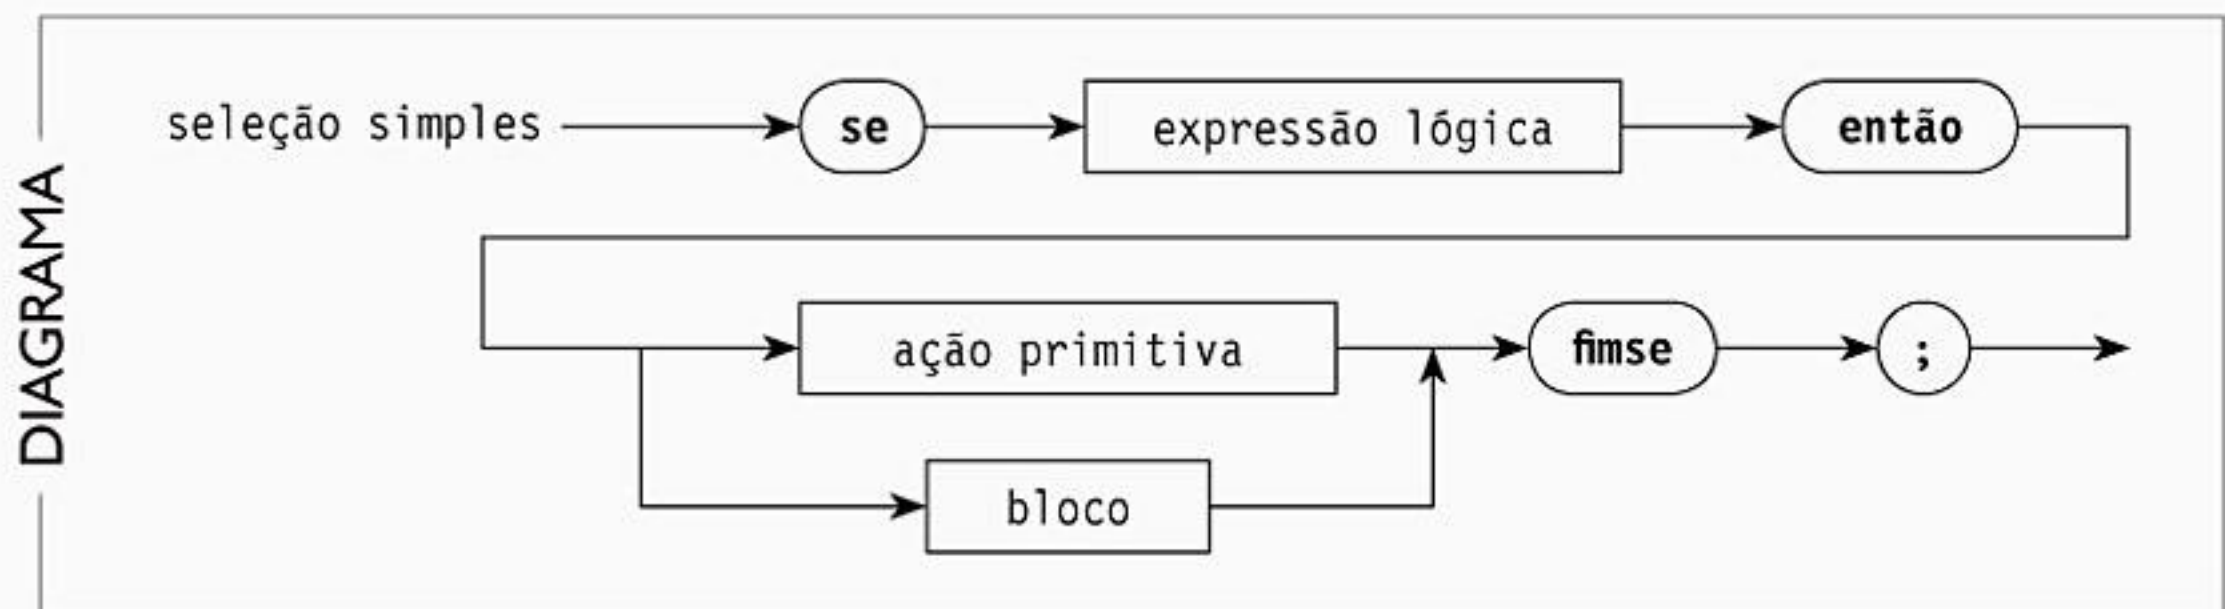 DIAGRAMA
seleção simples se expressão lógica então
ação primitiva fimse ;
bloco